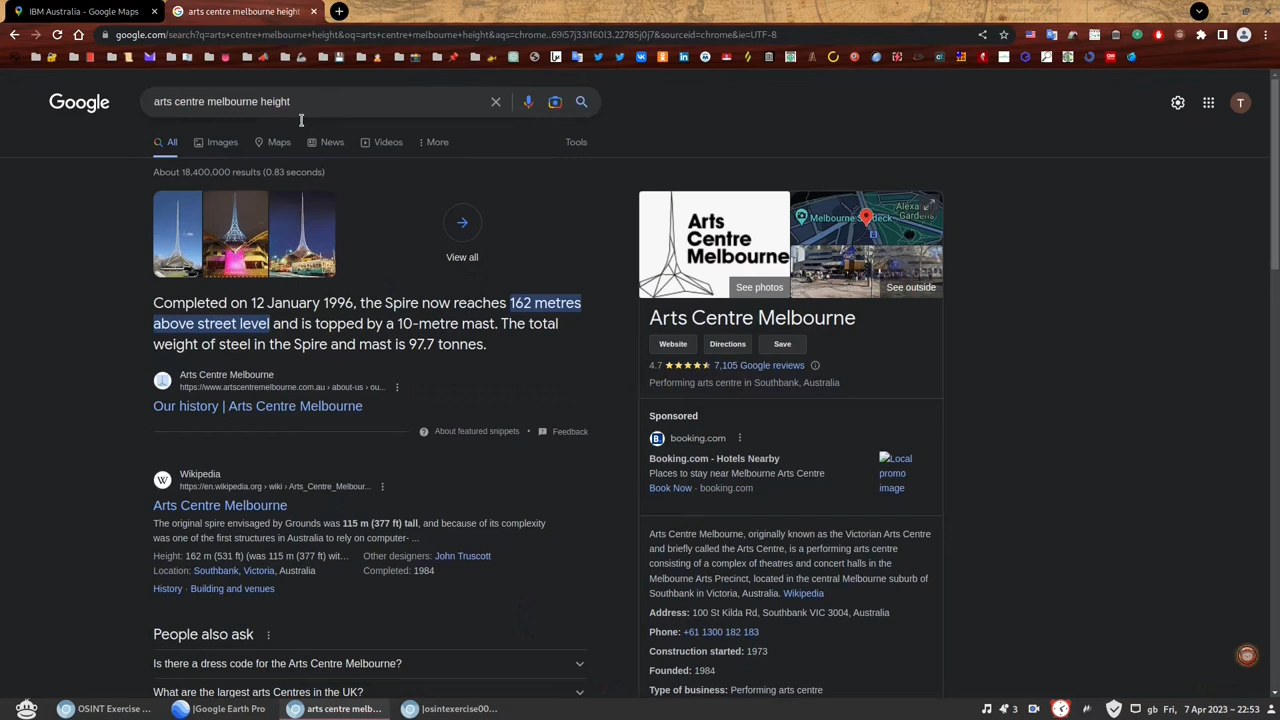 IBM Australia - Google Maps
arts centre melbourne height
google.com/search?q=arts+centre+melbourne+height&oq=arts+centre+melbourne+height&aqs=chrome..69i57j33i160l3.22785j0j7&sourceid=chrome&ie=UTF-8
Google
arts centre melbourne height
T
All
Images
Maps
News
Videos
More
Tools
About 18,400,000 results (0.83 seconds)
View all
Completed on 12 January 1996, the Spire now reaches 162 metres
above street level and is topped by a 10-metre mast. The total
weight of steel in the Spire and mast is 97.7 tonnes.
Arts Centre Melbourne
https://www.artscentremelbourne.com.au › about-us › ou...
Our history | Arts Centre Melbourne
About featured snippets • Feedback
Wikipedia
https://en.wikipedia.org › wiki › Arts_Centre_Melbour...
Arts Centre Melbourne
The original spire envisaged by Grounds was 115 m (377 ft) tall, and because of its complexity
was one of the first structures in Australia to rely on computer- ...
Height: 162 m (531 ft) (was 115 m (377 ft) wit... Other designers: John Truscott
Location: Southbank, Victoria, Australia Completed: 1984
History · Building and venues
People also ask
Is there a dress code for the Arts Centre Melbourne?
What are the largest arts Centres in the UK?
Arts
Centre
Melbourne
See photos
Melbourne Skydeck
Alexa
Gardens
See outside
Arts Centre Melbourne
Website
Directions
Save
4.7 7,105 Google reviews
Performing arts centre in Southbank, Australia
Sponsored
B.
booking.com
Booking.com - Hotels Nearby
Places to stay near Melbourne Arts Centre
Book Now · booking.com
Local
promo
image
Arts Centre Melbourne, originally known as the Victorian Arts Centre
and briefly called the Arts Centre, is a performing arts centre
consisting of a complex of theatres and concert halls in the
Melbourne Arts Precinct, located in the central Melbourne suburb of
Southbank in Victoria, Australia. Wikipedia
Address: 100 St Kilda Rd, Southbank VIC 3004, Australia
Phone: +61 1300 182 183
Construction started: 1973
Founded: 1984
Type of business: Performing arts centre
OSINT Exercise ...
|Google Earth Pro
arts centre melb...
|osintexercise00...
3
gb Fri, 7 Apr 2023, 22:53